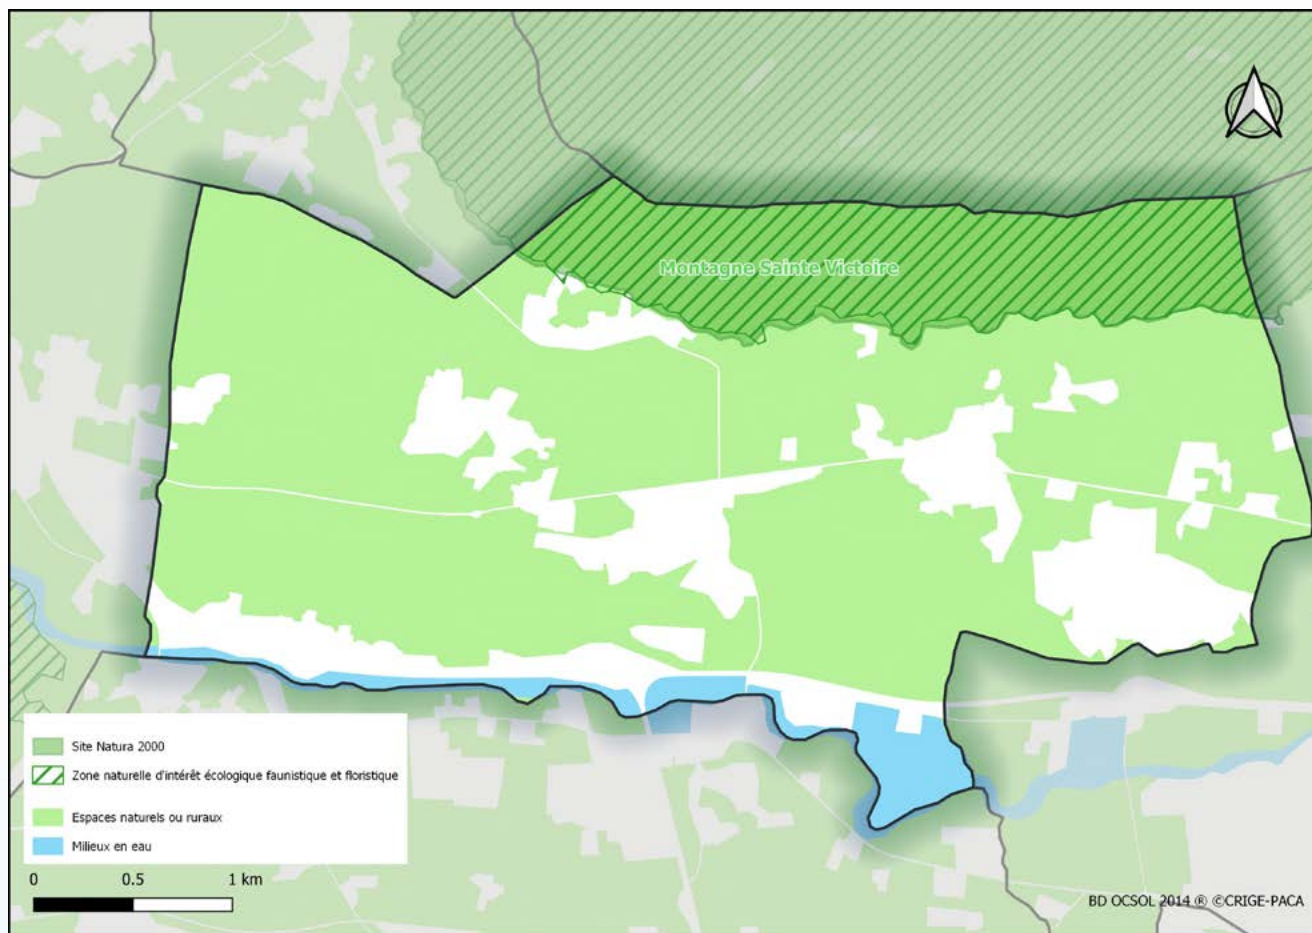 Montagne Sainte Victoire
Site Natura 2000
Zone naturelle d'intérêt écologique faunistique et floristique
Espaces naturels ou ruraux
Milieux en eau
0 0.5 1 km
BD OCSOL 2014 ® ©CRIGE-PACA